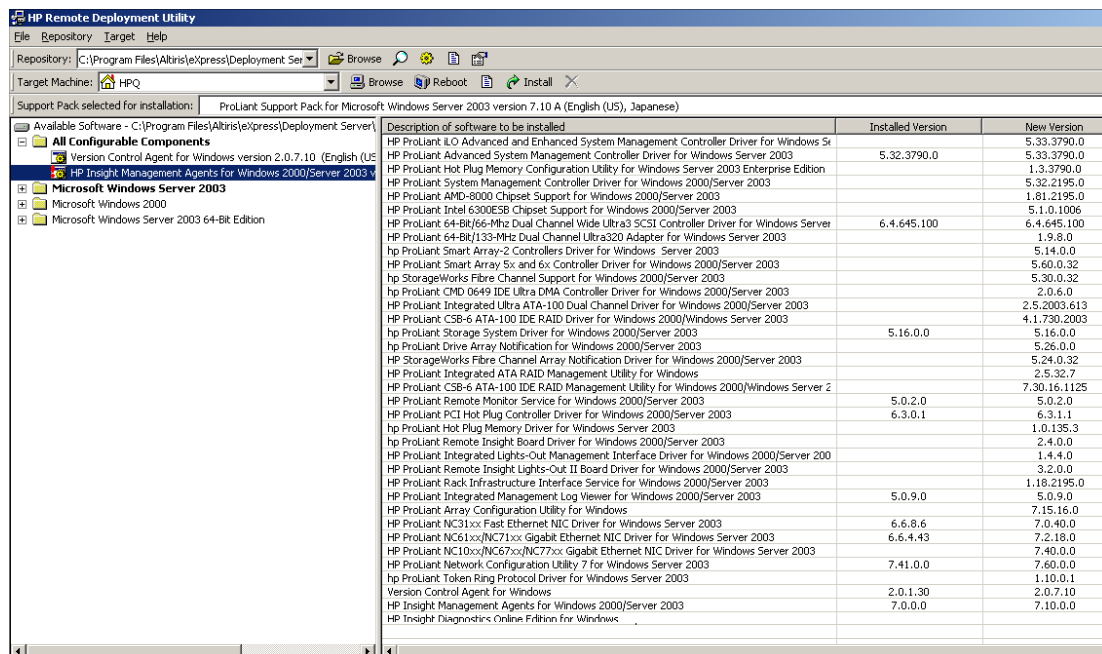 HP Remote Deployment Utility
File Repository Target Help
Repository: C:\Program Files\Altiris\eXpress\Deployment Ser Browse
Target Machine: HPQ Browse Reboot Install
Support Pack selected for installation: ProLiant Support Pack for Microsoft Windows Server 2003 version 7.10 A (English (US), Japanese)
Available Software - C:\Program Files\Altiris\eXpress\Deployment Server\
All Configurable Components
Version Control Agent for Windows version 2.0.7.10 (English (US
HP Insight Management Agents for Windows 2000/Server 2003 v
Microsoft Windows Server 2003
Microsoft Windows 2000
Microsoft Windows Server 2003 64-Bit Edition
Description of software to be installed Installed Version New Version
HP ProLiant iLO Advanced and Enhanced System Management Controller Driver for Windows Se 5.33.3790.0
HP ProLiant Advanced System Management Controller Driver for Windows Server 2003 5.32.3790.0 5.33.3790.0
HP ProLiant Hot Plug Memory Configuration Utility for Windows Server 2003 Enterprise Edition 1.3.3790.0
HP ProLiant System Management Controller Driver for Windows 2000/Server 2003 5.32.2195.0
HP ProLiant AMD-8000 Chipset Support for Windows 2000/Server 2003 1.81.2195.0
HP ProLiant Intel 6300ESB Chipset Support for Windows 2000/Server 2003 5.1.0.1006
HP ProLiant 64-Bit/66-Mhz Dual Channel Wide Ultra3 SCSI Controller Driver for Windows Server 6.4.645.100 6.4.645.100
HP ProLiant 64-Bit/133-MHz Dual Channel Ultra320 Adapter for Windows Server 2003 1.9.8.0
hp ProLiant Smart Array-2 Controllers Driver for Windows Server 2003 5.14.0.0
HP ProLiant Smart Array 5x and 6x Controller Driver for Windows 2000/Server 2003 5.60.0.32
hp StorageWorks Fibre Channel Support for Windows 2000/Server 2003 5.30.0.32
hp ProLiant CMD 0649 IDE Ultra DMA Controller Driver for Windows 2000/Server 2003 2.0.6.0
HP ProLiant Integrated Ultra ATA-100 Dual Channel Driver for Windows 2000/Server 2003 2.5.2003.613
HP ProLiant CSB-6 ATA-100 IDE RAID Driver for Windows 2000/Windows Server 2003 4.1.730.2003
hp ProLiant Storage System Driver for Windows 2000/Server 2003 5.16.0.0 5.16.0.0
hp ProLiant Drive Array Notification for Windows 2000/Server 2003 5.26.0.0
HP StorageWorks Fibre Channel Array Notification Driver for Windows 2000/Server 2003 5.24.0.32
HP ProLiant Integrated ATA RAID Management Utility for Windows 2.5.32.7
HP ProLiant CSB-6 ATA-100 IDE RAID Management Utility for Windows 2000/Windows Server 2 7.30.16.1125
HP ProLiant Remote Monitor Service for Windows 2000/Server 2003 5.0.2.0 5.0.2.0
HP ProLiant PCI Hot Plug Controller Driver for Windows 2000/Server 2003 6.3.0.1 6.3.1.1
hp ProLiant Hot Plug Memory Driver for Windows Server 2003 1.0.135.3
hp ProLiant Remote Insight Board Driver for Windows 2000/Server 2003 2.4.0.0
HP ProLiant Integrated Lights-Out Management Interface Driver for Windows 2000/Server 200 1.4.4.0
HP ProLiant Remote Insight Lights-Out II Board Driver for Windows 2000/Server 2003 3.2.0.0
HP ProLiant Rack Infrastructure Interface Service for Windows 2000/Server 2003 1.18.2195.0
HP ProLiant Integrated Management Log Viewer for Windows 2000/Server 2003 5.0.9.0 5.0.9.0
HP ProLiant Array Configuration Utility for Windows 7.15.16.0
HP ProLiant NC31xx Fast Ethernet NIC Driver for Windows Server 2003 6.6.8.6 7.0.40.0
HP ProLiant NC61xx/NC71xx Gigabit Ethernet NIC Driver for Windows Server 2003 6.6.4.43 7.2.18.0
HP ProLiant NC10xx/NC67xx/NC77xx Gigabit Ethernet NIC Driver for Windows Server 2003 7.40.0.0
HP ProLiant Network Configuration Utility 7 for Windows Server 2003 7.41.0.0 7.60.0.0
hp ProLiant Token Ring Protocol Driver for Windows Server 2003 1.10.0.1
Version Control Agent for Windows 2.0.1.30 2.0.7.10
HP Insight Management Agents for Windows 2000/Server 2003 7.0.0.0 7.10.0.0
HP Insight Diagnostics Online Edition for Windows